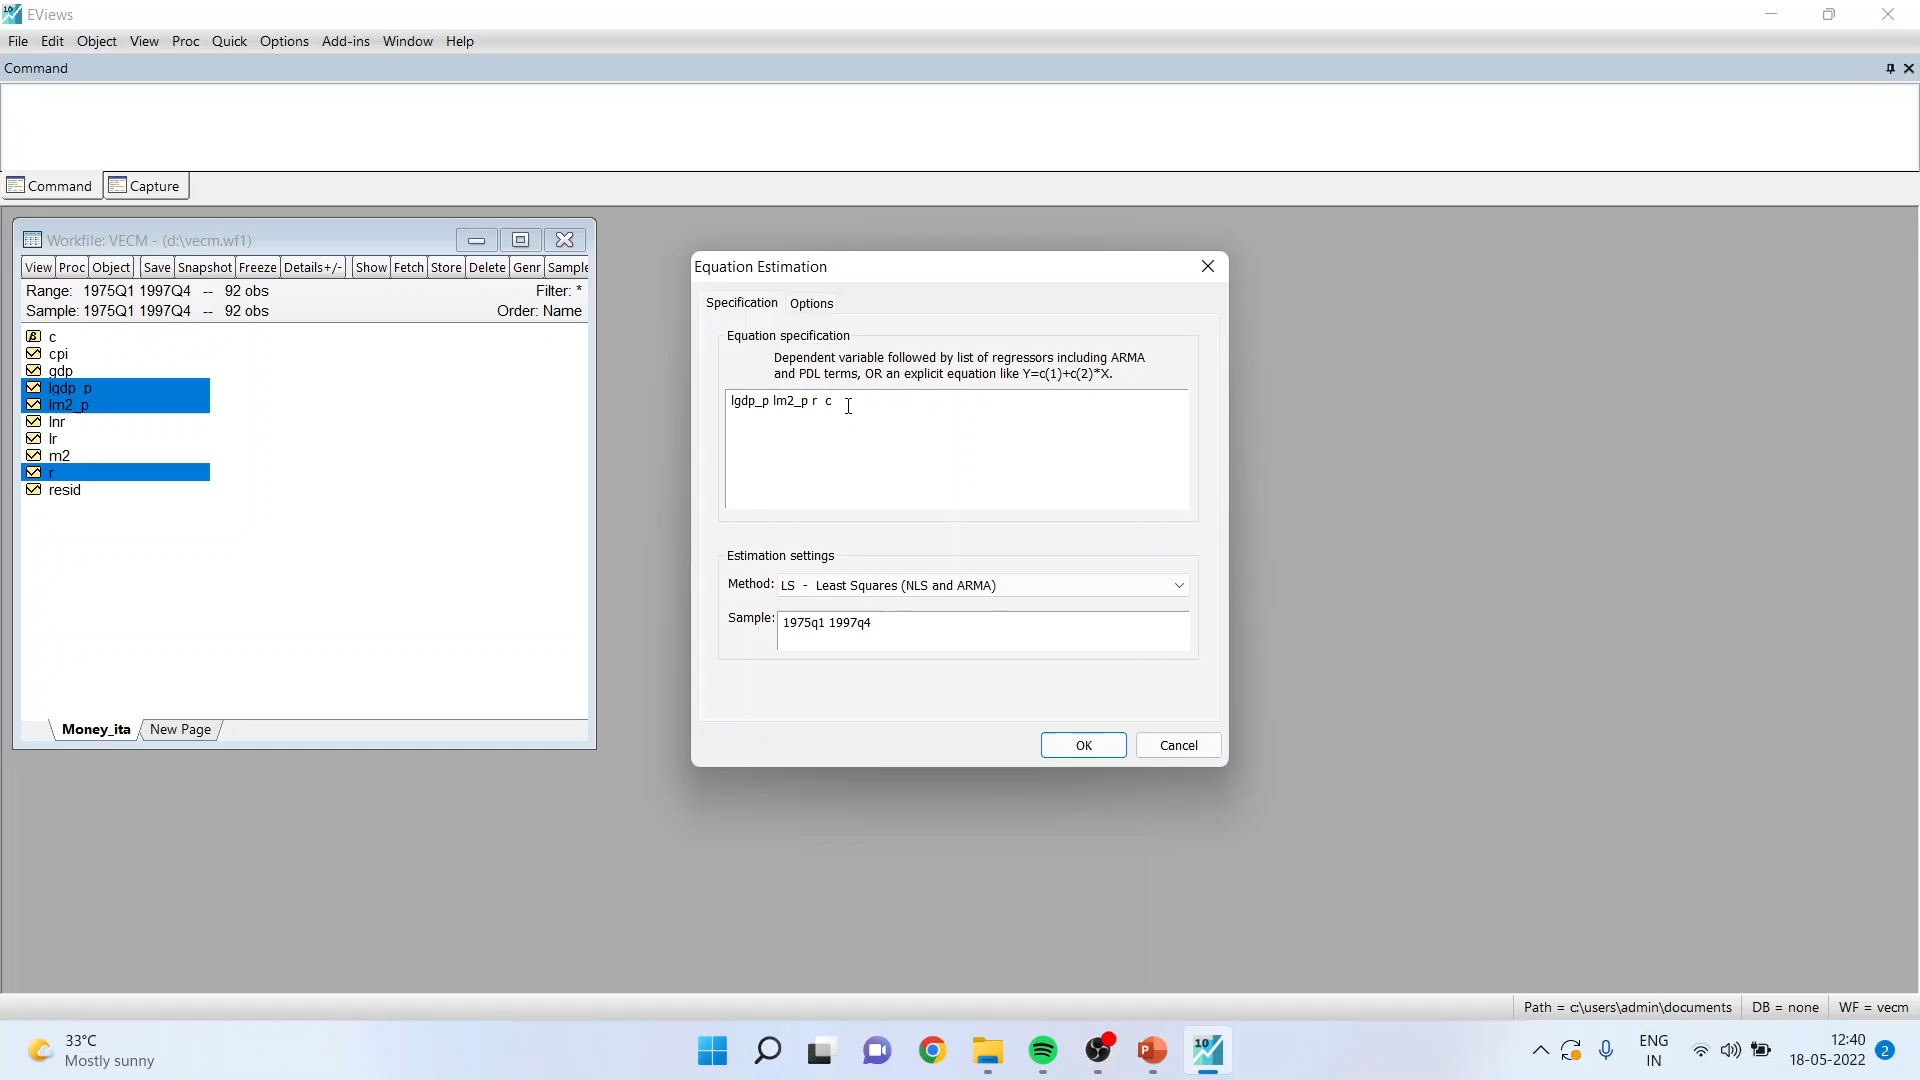 10 EViews
File Edit Object View Proc Quick Options Add-ins Window Help
Command
Command Capture
Workfile: VECM - (d:\vecm.wf1)
View Proc Object Save Snapshot Freeze Details+/- Show Fetch Store Delete Genr Sample
Range: 1975Q1 1997Q4 -- 92 obs Filter: *
Sample: 1975Q1 1997Q4 -- 92 obs Order: Name
β c
cpi
gdp
lgdp_p
lm2_p
lnr
lr
m2
r
resid
Money_ita New Page
Equation Estimation
Specification Options
Equation specification
Dependent variable followed by list of regressors including ARMA
and PDL terms, OR an explicit equation like Y=c(1)+c(2)*X.
lgdp_p lm2_p r c
Estimation settings
Method: LS - Least Squares (NLS and ARMA)
Sample: 1975q1 1997q4
OK Cancel
Path = c:\users\admin\documents DB = none WF = vecm
33°C
Mostly sunny
P
10
ENG
IN
12:40
18-05-2022
2